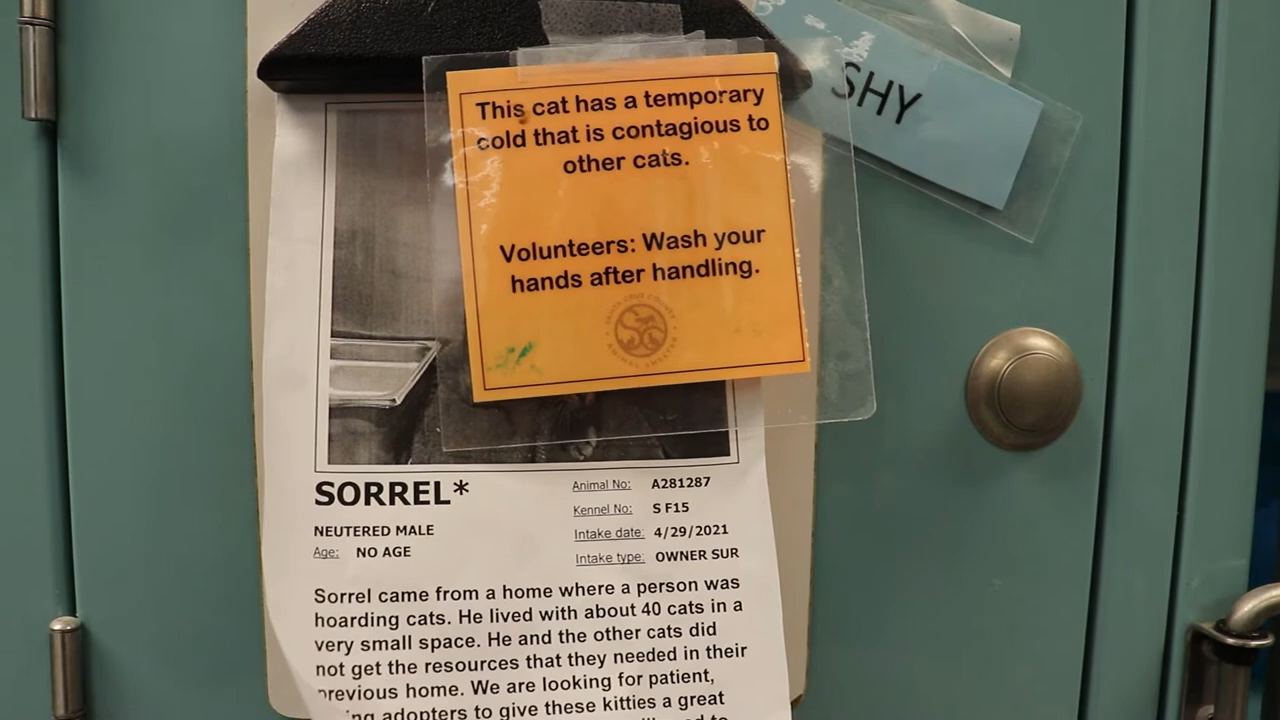 SHY
This cat has a temporary
cold that is contagious to
other cats.
Volunteers: Wash your
hands after handling.
ANIMAL SHELTER
SORREL*
NEUTERED MALE
Age: NO AGE
Animal No: A281287
Kennel No: S F15
Intake date: 4/29/2021
Intake type: OWNER SUR
Sorrel came from a home where a person was
hoarding cats. He lived with about 40 cats in a
very small space. He and the other cats did
not get the resources that they needed in their
previous home. We are looking for patient,
adopters to give these kitties a great